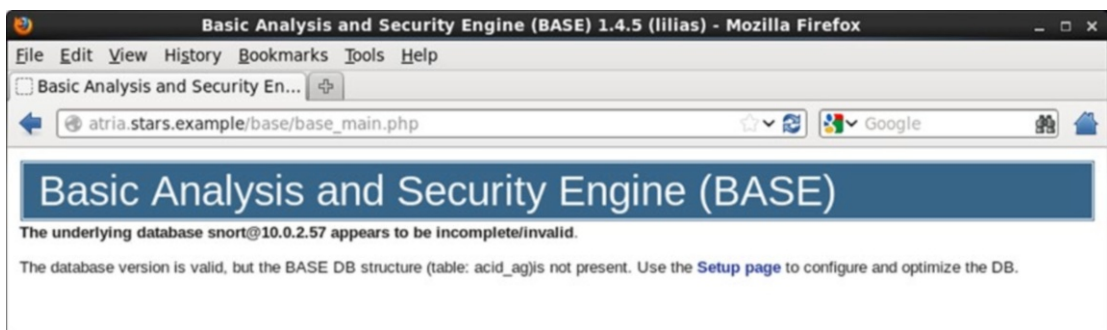 Basic Analysis and Security Engine (BASE) 1.4.5 (lilias) - Mozilla Firefox
File Edit View History Bookmarks Tools Help
Basic Analysis and Security En...
atria.stars.example/base/base_main.php
Google
Basic Analysis and Security Engine (BASE)
The underlying database snort@10.0.2.57 appears to be incomplete/invalid.
The database version is valid, but the BASE DB structure (table: acid_ag)is not present. Use the Setup page to configure and optimize the DB.